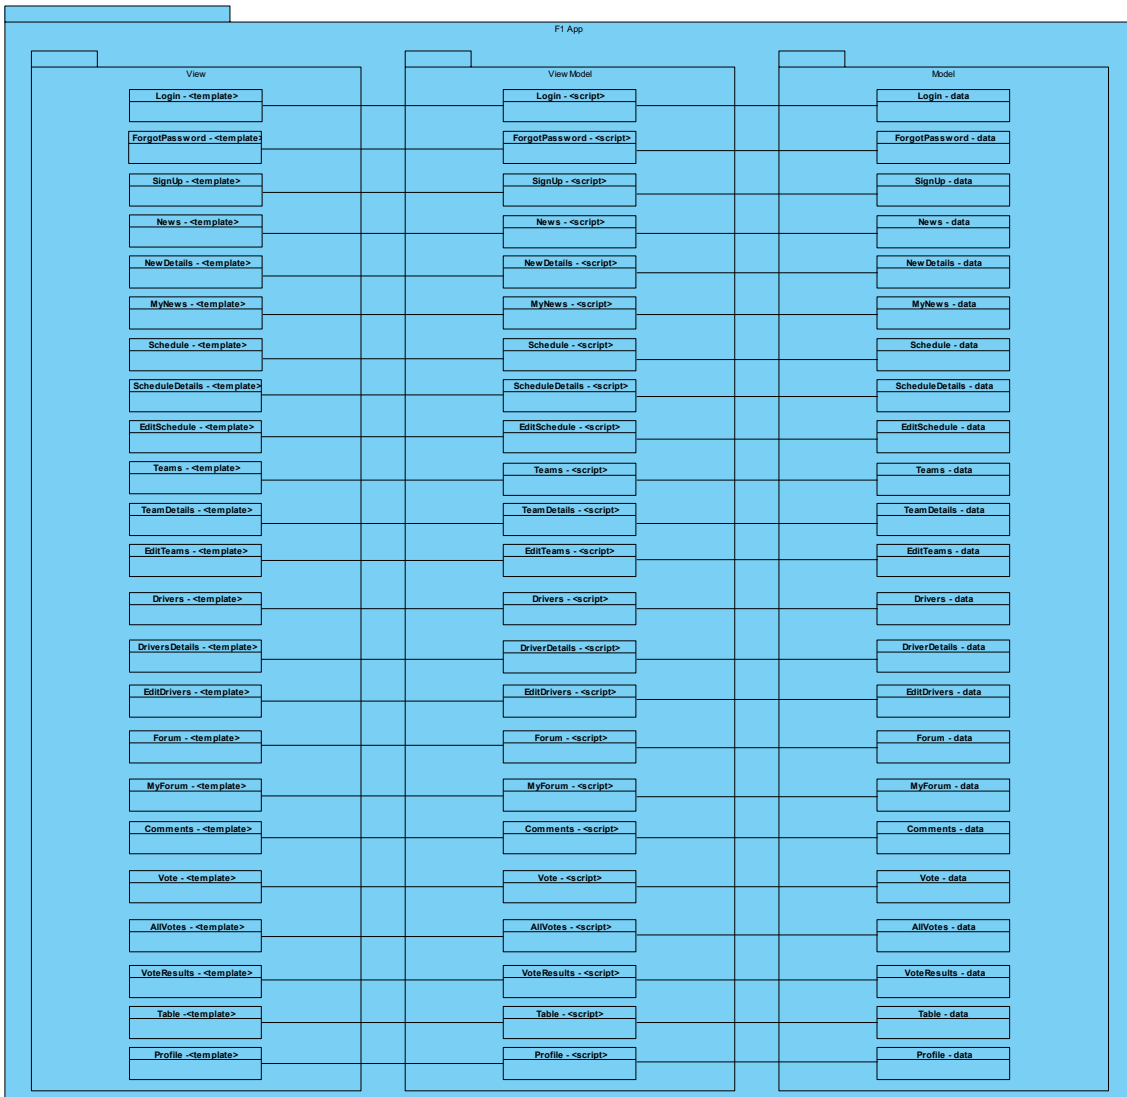 F1 App
View
View Model
Model
Login - <template>
Login - <script>
Login - data
ForgotPassword - <template>
ForgotPassword - <script>
ForgotPassword - data
SignUp - <template>
SignUp - <script>
SignUp - data
News - <template>
News - <script>
News - data
NewDetails - <template>
NewDetails - <script>
NewDetails - data
MyNews - <template>
MyNews - <script>
MyNews - data
Schedule - <template>
Schedule - <script>
Schedule - data
ScheduleDetails - <template>
ScheduleDetails - <script>
ScheduleDetails - data
EditSchedule - <template>
EditSchedule - <script>
EditSchedule - data
Teams - <template>
Teams - <script>
Teams - data
TeamDetails - <template>
TeamDetails - <script>
TeamDetails - data
EditTeams - <template>
EditTeams - <script>
EditTeams - data
Drivers - <template>
Drivers - <script>
Drivers - data
DriversDetails - <template>
DriverDetails - <script>
DriverDetails - data
EditDrivers - <template>
EditDrivers - <script>
EditDrivers - data
Forum - <template>
Forum - <script>
Forum - data
MyForum - <template>
MyForum - <script>
MyForum - data
Comments - <template>
Comments - <script>
Comments - data
Vote - <template>
Vote - <script>
Vote - data
AllVotes - <template>
AllVotes - <script>
AllVotes - data
VoteResults - <template>
VoteResults - <script>
VoteResults - data
Table -<template>
Table - <script>
Table - data
Profile -<template>
Profile - <script>
Profile - data